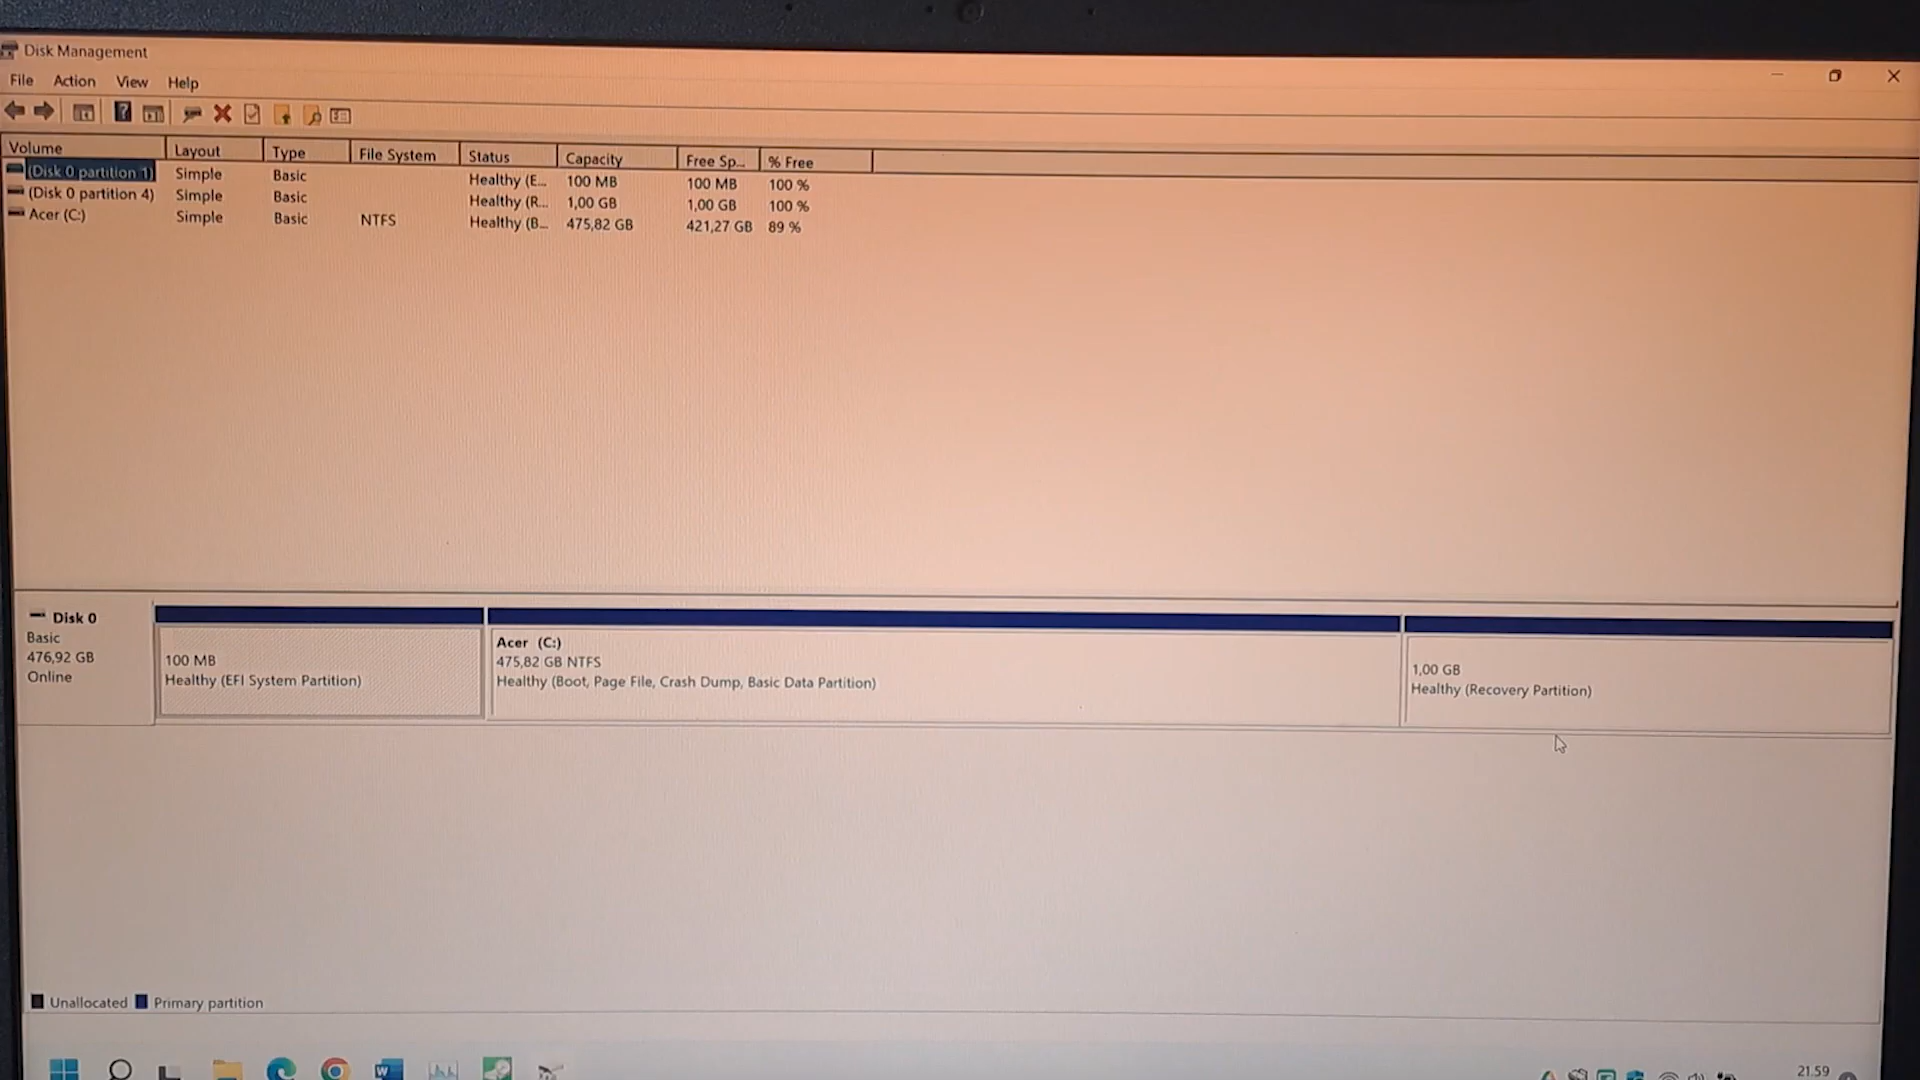 Disk Management
File Action View Help
Volume Layout Type File System Status Capacity Free Sp... % Free
(Disk 0 partition 1) Simple Basic Healthy (E... 100 MB 100 MB 100 %
(Disk 0 partition 4) Simple Basic Healthy (R... 1,00 GB 1,00 GB 100 %
Acer (C:) Simple Basic NTFS Healthy (B... 475,82 GB 421,27 GB 89 %
Disk 0
Basic
476,92 GB
Online
100 MB
Healthy (EFI System Partition)
Acer (C:)
475,82 GB NTFS
Healthy (Boot, Page File, Crash Dump, Basic Data Partition)
1,00 GB
Healthy (Recovery Partition)
Unallocated Primary partition
21.59